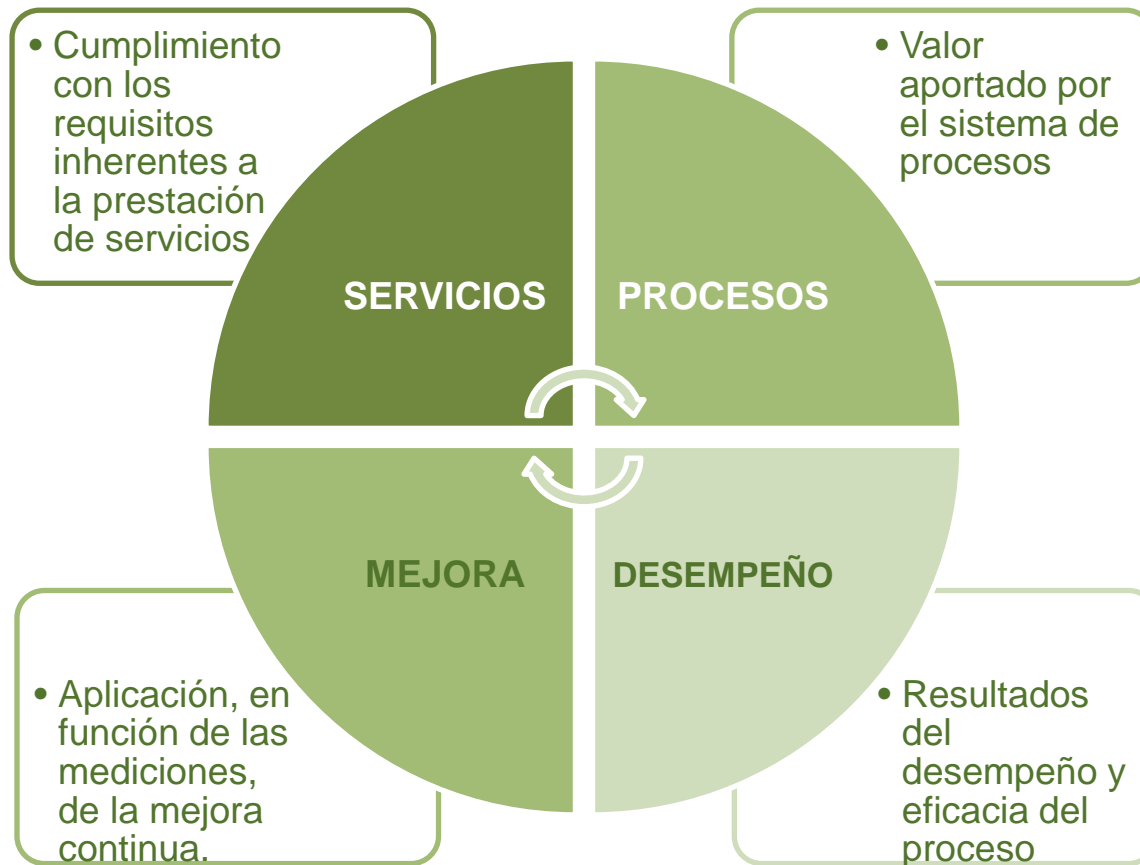 • Cumplimiento
con los
requisitos
inherentes a
la prestación
de servicios
• Valor
aportado por
el sistema de
procesos
SERVICIOS
PROCESOS
MEJORA
DESEMPEÑO
• Aplicación, en
función de las
mediciones,
de la mejora
continua.
• Resultados
del
desempeño y
eficacia del
proceso